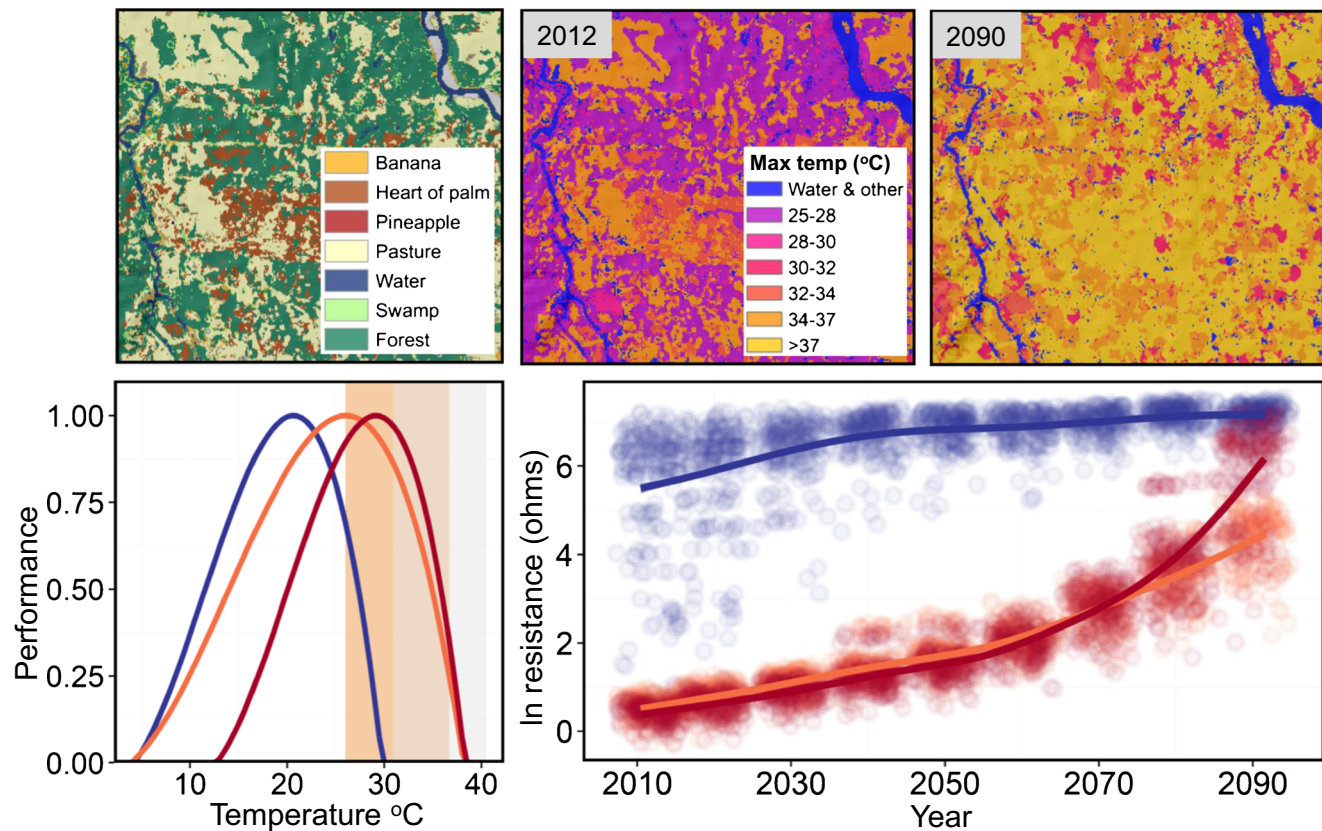 Banana
Heart of palm
Pineapple
Pasture
Water
Swamp
Forest
2012
Max temp (oC)
Water & other
25-28
28-30
30-32
32-34
34-37
>37
2090
1.00
0.75
0.50
0.25
0.00
Performance
10 20 30 40
Temperature oC
6
4
2
0
ln resistance (ohms)
2010 2030 2050 2070 2090
Year